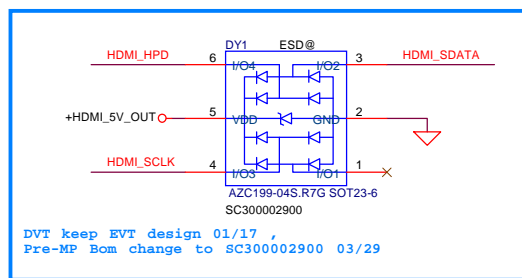 DY1 ESD@
HDMI_HPD 6 I/O4 I/O2 3 HDMI_SDATA
+HDMI_5V_OUT 5 VDD GND 2
HDMI_SCLK 4 I/O3 I/O1 1
AZC199-04S.R7G SOT23-6
SC300002900
DVT keep EVT design 01/17 ,
Pre-MP Bom change to SC300002900 03/29